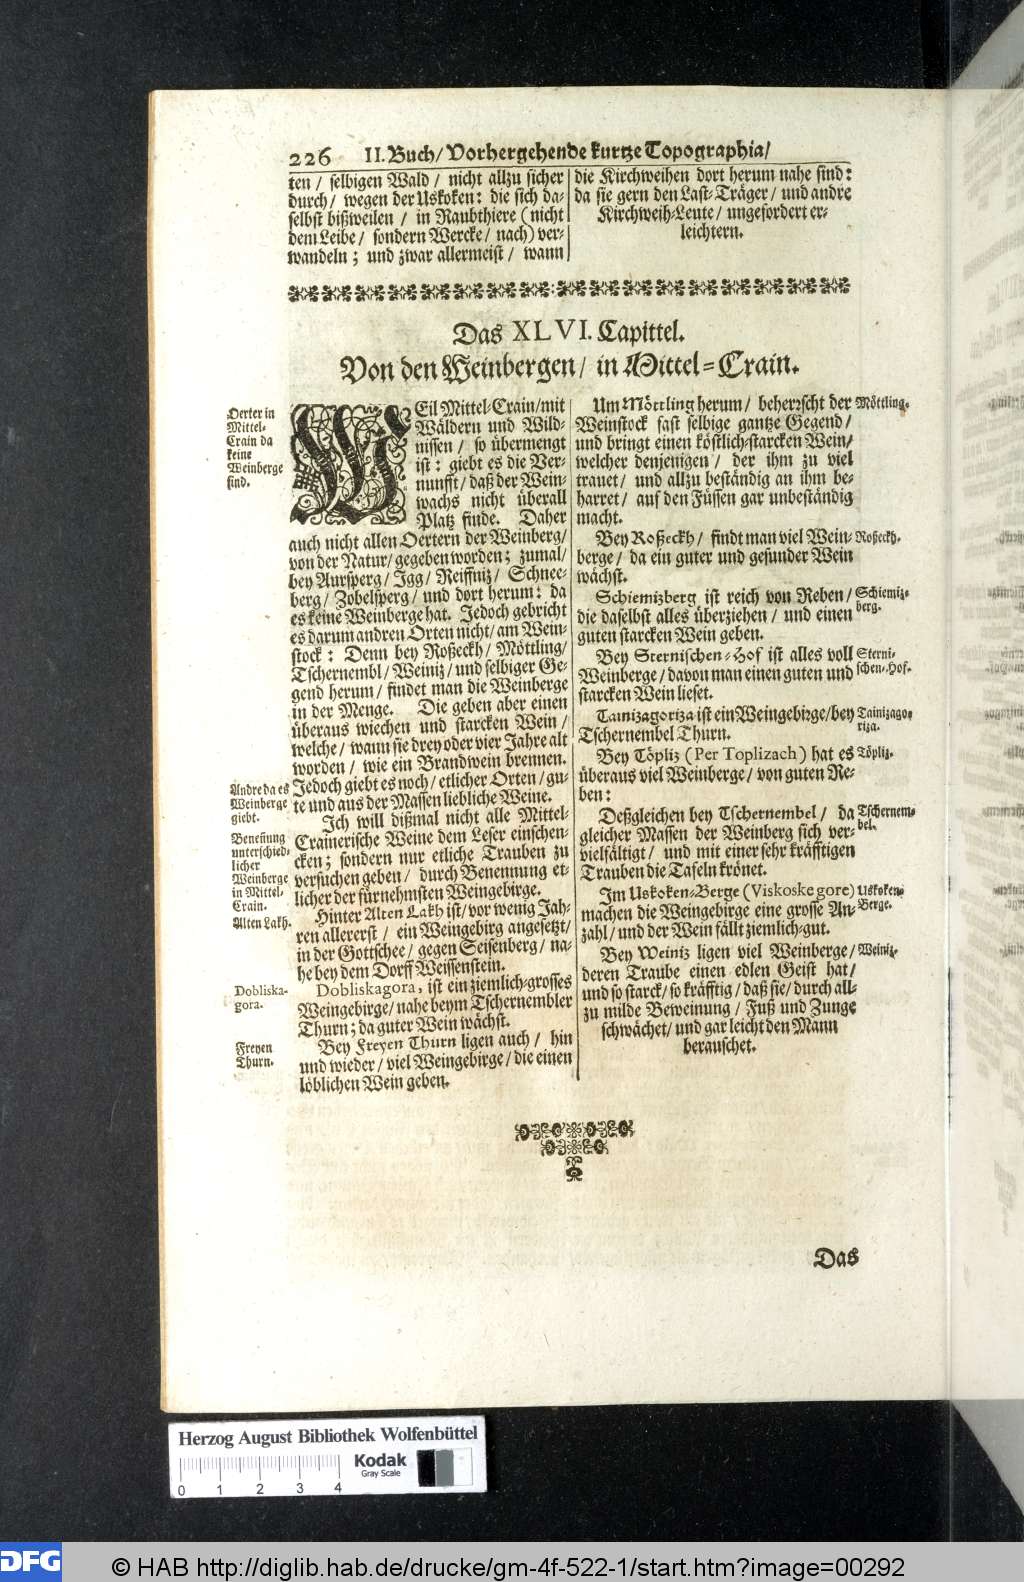 226 II. Buch/ Vorhergehende kurtze Topographia/
ten / selbigen Wald / nicht allzu sicher
durch / wegen der Uskoken: die sich da-
selbst bißweilen / in Raubthiere (nicht
dem Leibe / sondern Wercke / nach) ver-
wandeln ; und zwar allermeist / wann
die Kirchweihen dort herum nahe sind:
da sie gern den Last-Träger / und andre
Kirchweih-Leute / ungefordert er-
leichtern.
Das XLVI. Capittel.
Von den Weinbergen / in Mittel-Crain.
Oerter in
Mittel-
Crain da
keine
Weinberge
sind.
WEil Mittel-Crain/mit
Wäldern und Wild-
nissen / so übermengt
ist: giebt es die Ver-
nunfft / daß der Wein-
wachs nicht überall
Platz finde. Daher
auch nicht allen Oertern der Weinberg/
von der Natur/ gegeben worden; zumal/
bey Aursperg / Igg / Reiffniz / Schnee-
berg / Zobelsperg / und dort herum: da
es keine Weinberge hat. Jedoch gebricht
es darum andren Orten nicht/ am Wein-
stock: Denn bey Roßeckh / Möttling/
Tschernembl / Weiniz / und selbiger Ge-
gend herum / findet man die Weinberge
in der Menge. Die geben aber einen
überaus wiechen und starcken Wein /
welche / wann sie drey oder vier Jahre alt
worden / wie ein Brandwein brennen.
Jedoch giebt es noch / etlicher Orten / gu-
te und aus der Massen liebliche Weine.
Andre da es
Weinberge
giebt.
Ich will dißmal nicht alle Mittel-
Crainerische Weine dem Leser einschen-
cken; sondern nur etliche Trauben zu
versuchen geben / durch Benennung et-
licher der fürnehmsten Weingebirge.
Beneñung
unterschied-
licher
Weinberge
in Mittel-
Crain.
Hinter Alten Lakh ist / vor wenig Jah-
ren allererst / ein Weingebirg angesetzt/
in der Gottschee / gegen Seisenberg / na-
he bey dem Dorff Weissenstein.
Alten Lakh.
Dobliskagora, ist ein ziemlich-grosses
Weingebirge / nahe beym Tschernembler
Thurn; da guter Wein wächst.
Dobliska-
gora.
Bey Freyen Thurn ligen auch / hin
und wieder / viel Weingebirge / die einen
löblichen Wein geben.
Freyen
Thurn.
Um Möttling herum / beherrscht der
Weinstock fast selbige gantze Gegend /
und bringt einen köstlich-starcken Wein/
welcher denjenigen / der ihm zu viel
trauet / und allzu beständig an ihm be-
harret / auf den Füssen gar unbeständig
macht.
Möttling.
Bey Roßeckh / findt man viel Wein-
berge / da ein guter und gesunder Wein
wächst.
Roßeckh.
Schiemizberg ist reich von Reben /
die daselbst alles überziehen / und einen
guten starcken Wein geben.
Schiemiz-
berg.
Bey Sternischen-Hof ist alles voll
Weinberge / davon man einen guten und
starcken Wein lieset.
Sterni-
schen-Hof.
Tainizagoriza ist ein Weingebirge/bey
Tschernembel Thurn.
Tainizago-
riza.
Bey Töpliz (Per Toplizach) hat es
überaus viel Weinberge / von guten Re-
ben:
Töpliz.
Deßgleichen bey Tschernembel / da
gleicher Massen der Weinberg sich ver-
vielfältigt / und mit einer sehr kräfftigen
Trauben die Tafeln krönet.
Tschernem-
bel.
Im Uskoken-Berge (Viskoske gore)
machen die Weingebirge eine grosse An-
zahl / und der Wein fällt ziemlich-gut.
Uskoken-
Berge.
Bey Weiniz ligen viel Weinberge /
deren Traube einen edlen Geist hat /
und so starck / so kräfftig / daß sie / durch all-
zu milde Beweinung / Fuß und Zunge
schwächet / und gar leicht den Mann
berauschet.
Weiniz.
Das
Herzog August Bibliothek Wolfenbüttel
Kodak
Gray Scale
0 1 2 3 4
DFG
© HAB http://diglib.hab.de/drucke/gm-4f-522-1/start.htm?image=00292